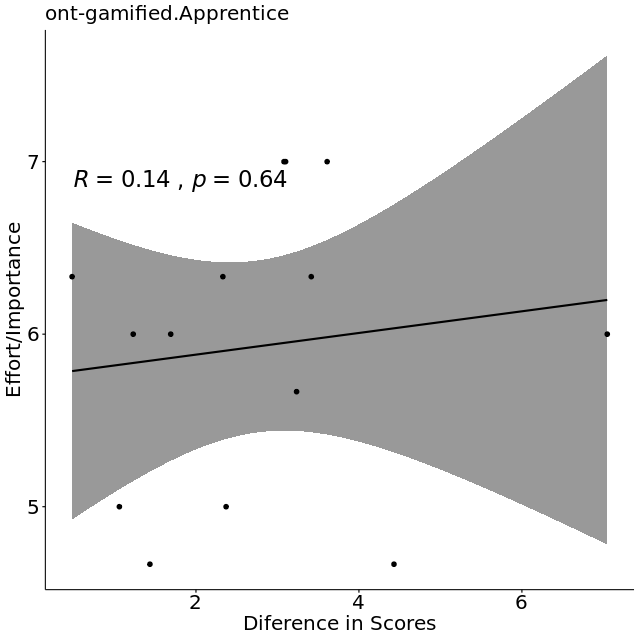 ont-gamified.Apprentice
R = 0.14 , p = 0.64
7
6
5
Effort/Importance
2 4 6
Diference in Scores